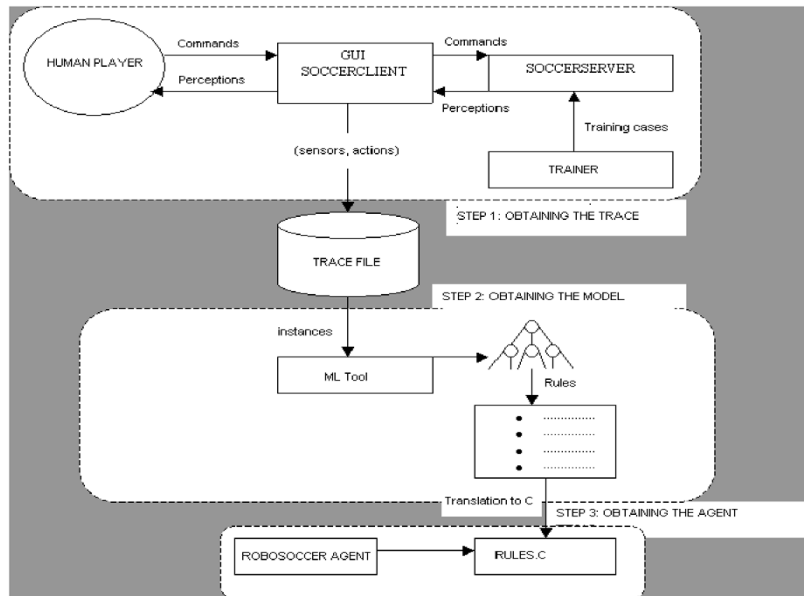 Commands
GUI
Commands
HUMAN PLAYER
SOCCERCLIENT
SOCCERSERVER
Perceptions
Perceptions
Training cases
(sensors, actions)
TRAINER
STEP 1: OBTAINING THE TRACE
TRACE FILE
STEP 2: OBTAINING THE MODEL
instances
ML Tool
Rules
Translation to C
STEP 3: OBTAINING THE AGENT
ROBOSOCCER AGENT
RULES.C